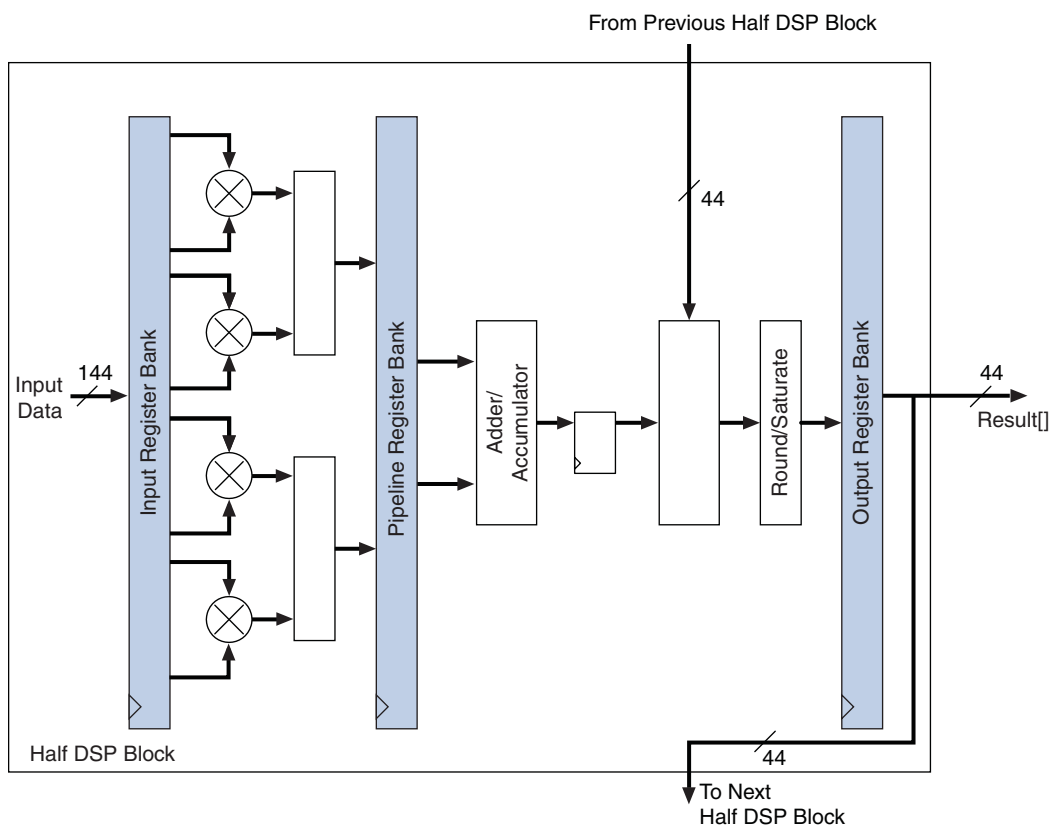 From Previous Half DSP Block
44
Input Register Bank
Pipeline Register Bank
Output Register Bank
144
Input
Data
Adder/
Accumulator
Round/Saturate
44
Result[]
Half DSP Block
44
To Next
Half DSP Block